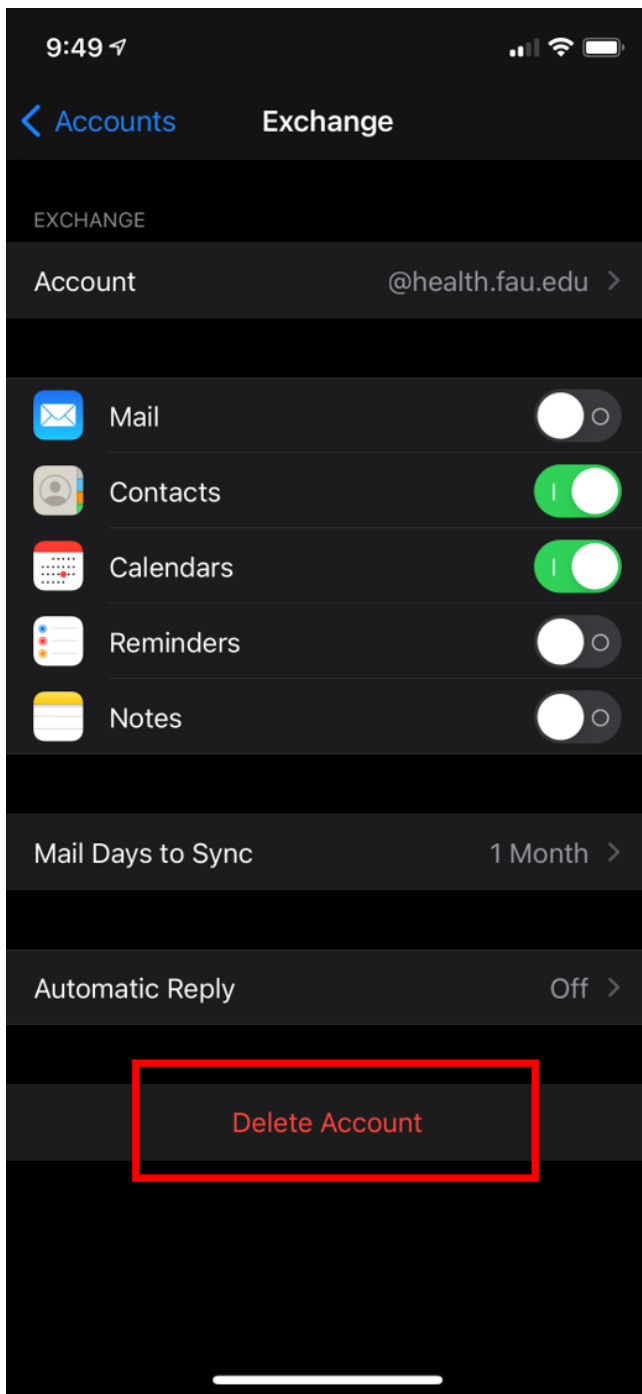 9:49
Accounts Exchange
EXCHANGE
Account @health.fau.edu
Mail
Contacts
Calendars
Reminders
Notes
Mail Days to Sync 1 Month
Automatic Reply Off
Delete Account